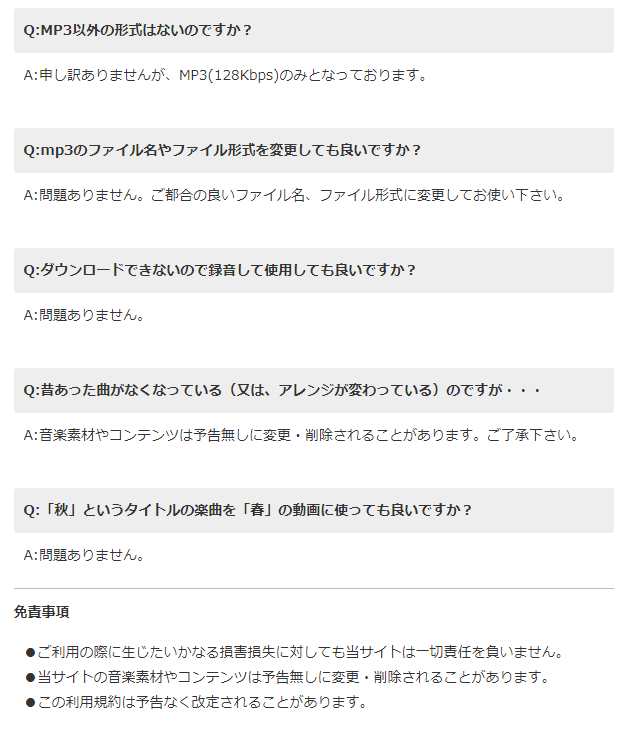 Q:MP3以外の形式はないのですか？
A:申し訳ありませんが、MP3(128Kbps)のみとなっております。
Q:mp3のファイル名やファイル形式を変更しても良いですか？
A:問題ありません。ご都合の良いファイル名、ファイル形式に変更してお使い下さい。
Q:ダウンロードできないので録音して使用しても良いですか？
A:問題ありません。
Q:昔あった曲がなくなっている（又は、アレンジが変わっている）のですが・・・
A:音楽素材やコンテンツは予告無しに変更・削除されることがあります。ご了承下さい。
Q:「秋」というタイトルの楽曲を「春」の動画に使っても良いですか？
A:問題ありません。
免責事項
●ご利用の際に生じたいかなる損害損失に対しても当サイトは一切責任を負いません。
●当サイトの音楽素材やコンテンツは予告無しに変更・削除されることがあります。
●この利用規約は予告なく改定されることがあります。